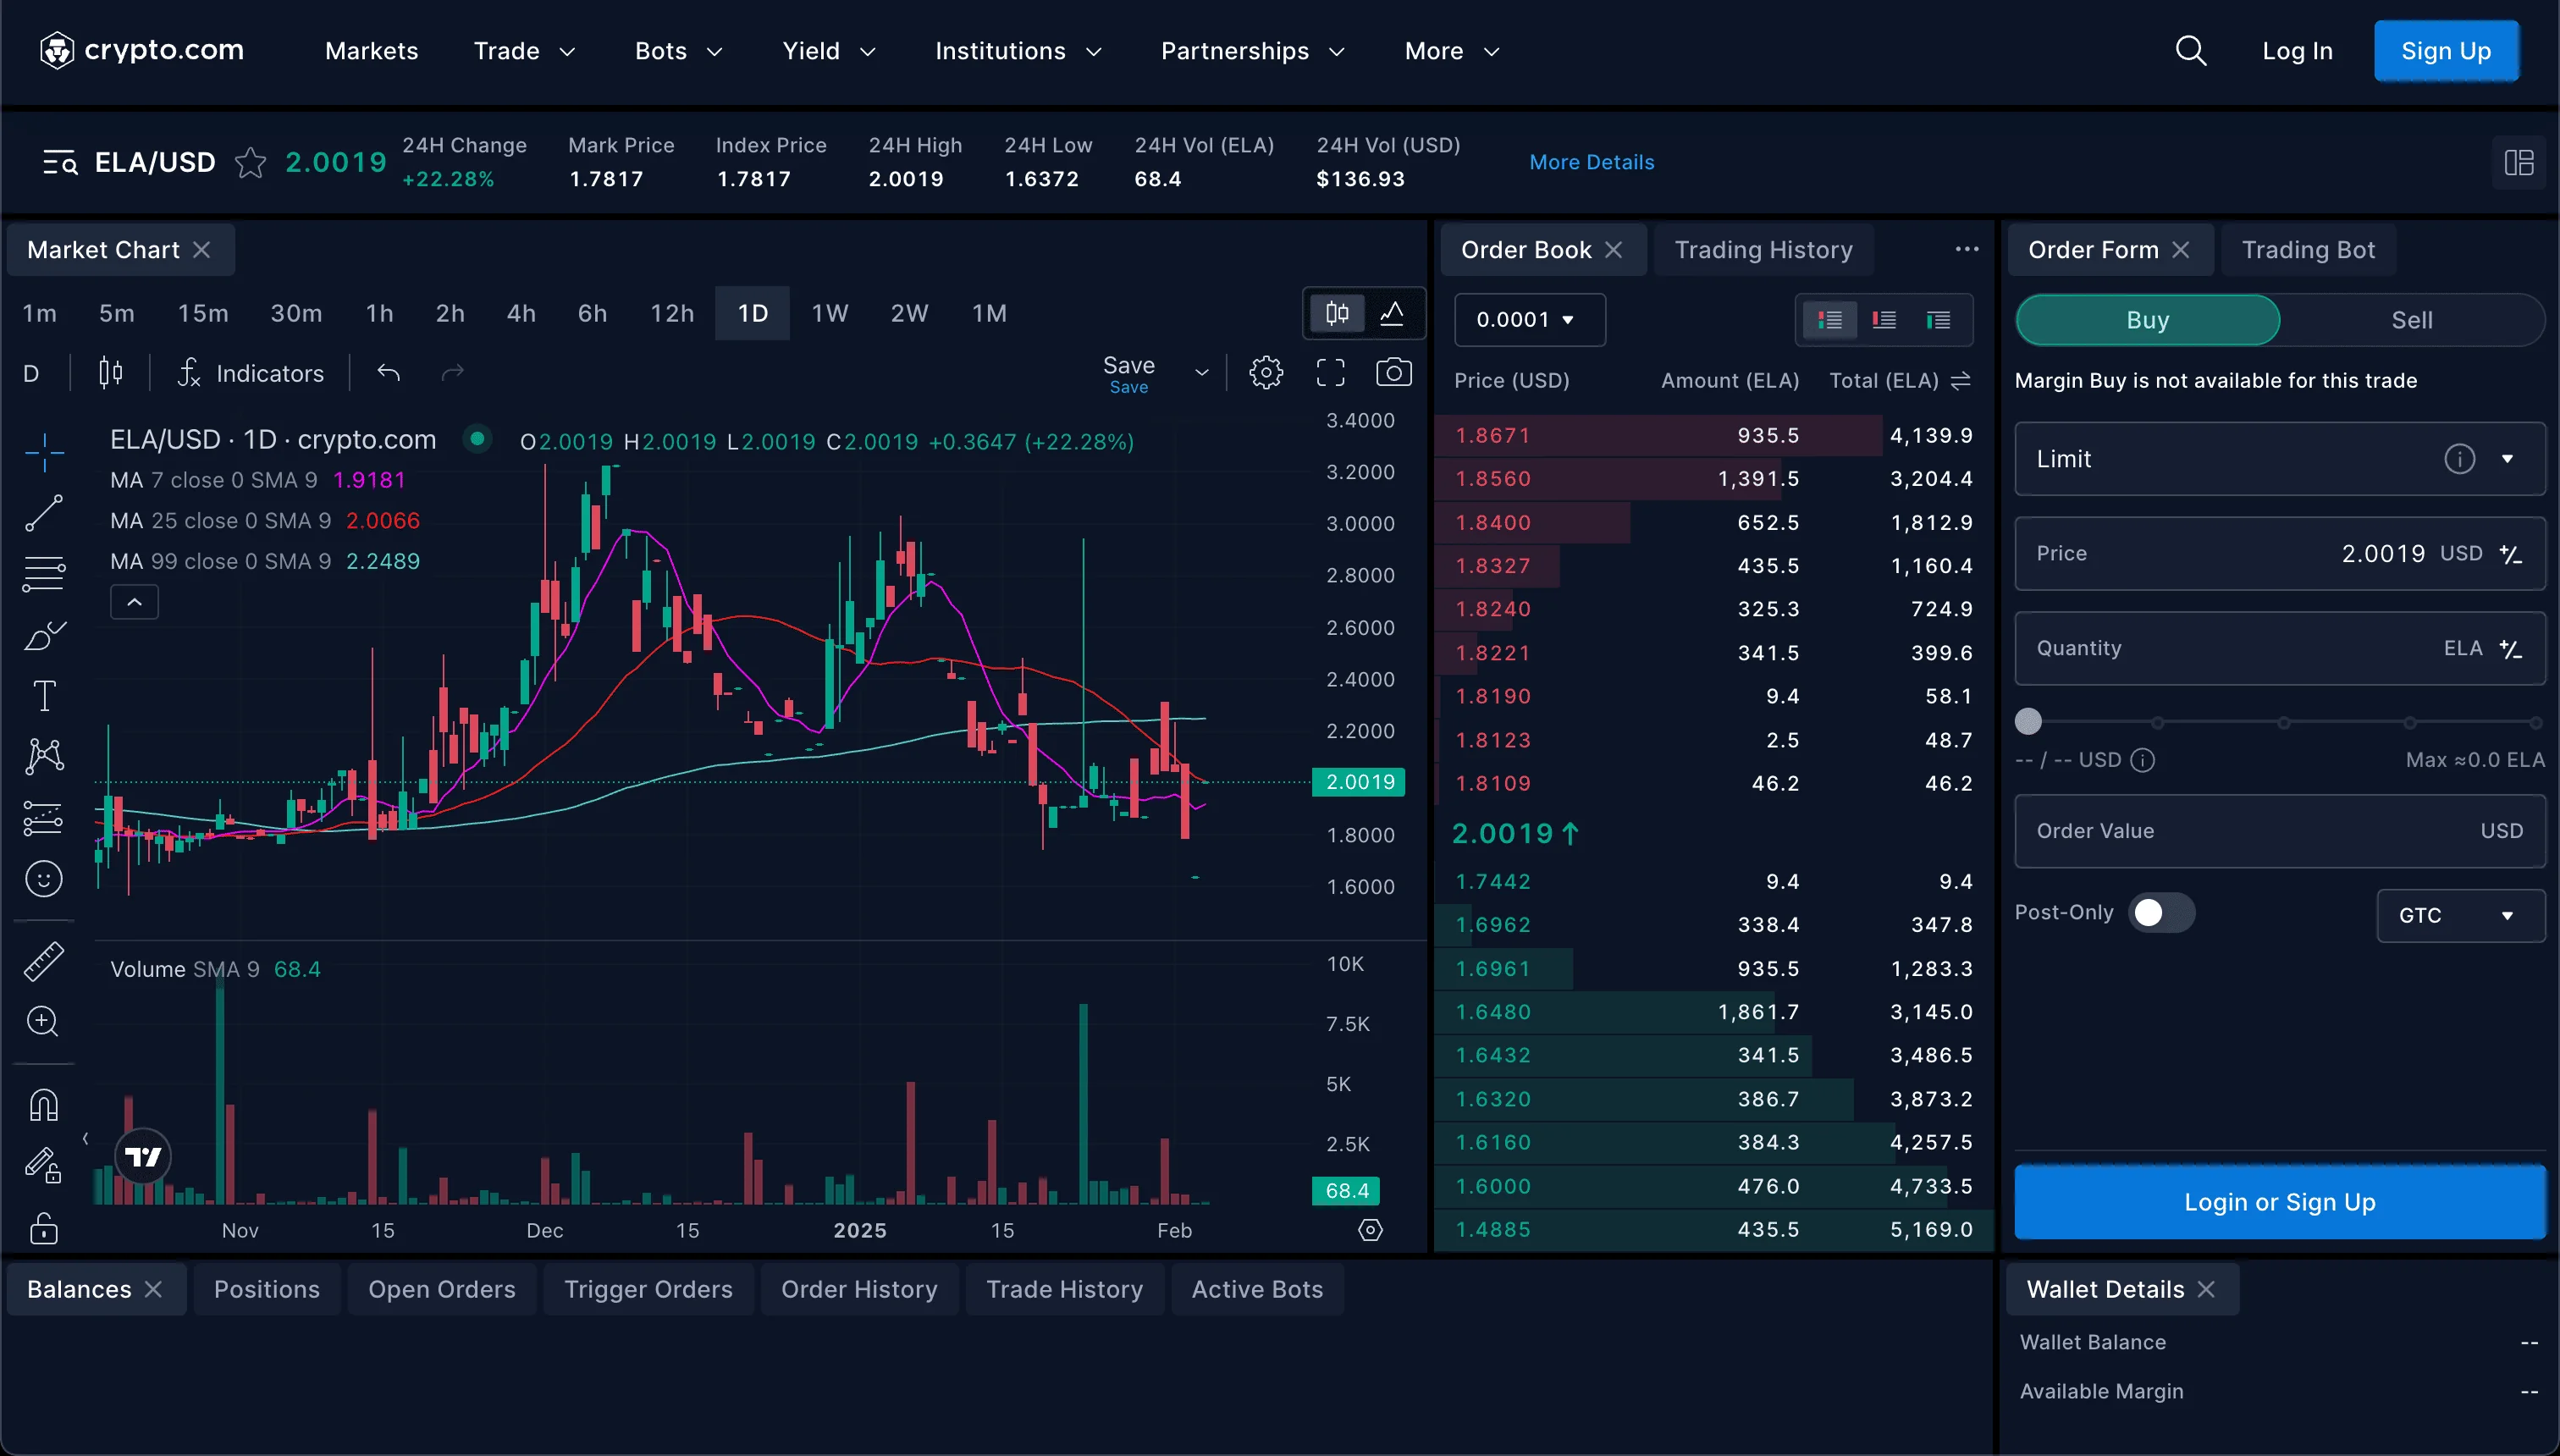 crypto.com Markets Trade Bots Yield Institutions Partnerships More Log In Sign Up
ELA/USD 2.0019
24H Change Mark Price Index Price 24H High 24H Low 24H Vol (ELA) 24H Vol (USD)
+22.28% 1.7817 1.7817 2.0019 1.6372 68.4 $136.93
More Details
Market Chart
1m 5m 15m 30m 1h 2h 4h 6h 12h 1D 1W 2W 1M
D Indicators Save
Save
ELA/USD · 1D · crypto.com O2.0019 H2.0019 L2.0019 C2.0019 +0.3647 (+22.28%)
MA 7 close 0 SMA 9 1.9181
MA 25 close 0 SMA 9 2.0066
MA 99 close 0 SMA 9 2.2489
3.4000
3.2000
3.0000
2.8000
2.6000
2.4000
2.2000
2.0019
1.8000
1.6000
Volume SMA 9 68.4
10K
7.5K
5K
2.5K
68.4
Nov 15 Dec 15 2025 15 Feb
Order Book Trading History
0.0001
Price (USD) Amount (ELA) Total (ELA)
1.8671 935.5 4,139.9
1.8560 1,391.5 3,204.4
1.8400 652.5 1,812.9
1.8327 435.5 1,160.4
1.8240 325.3 724.9
1.8221 341.5 399.6
1.8190 9.4 58.1
1.8123 2.5 48.7
1.8109 46.2 46.2
2.0019↑
1.7442 9.4 9.4
1.6962 338.4 347.8
1.6961 935.5 1,283.3
1.6480 1,861.7 3,145.0
1.6432 341.5 3,486.5
1.6320 386.7 3,873.2
1.6160 384.3 4,257.5
1.6000 476.0 4,733.5
1.4885 435.5 5,169.0
Order Form Trading Bot
Buy Sell
Margin Buy is not available for this trade
Limit
Price 2.0019 USD
Quantity ELA
-- / -- USD Max ≈0.0 ELA
Order Value USD
Post-Only GTC
Login or Sign Up
Balances Positions Open Orders Trigger Orders Order History Trade History Active Bots
Wallet Details
Wallet Balance --
Available Margin --